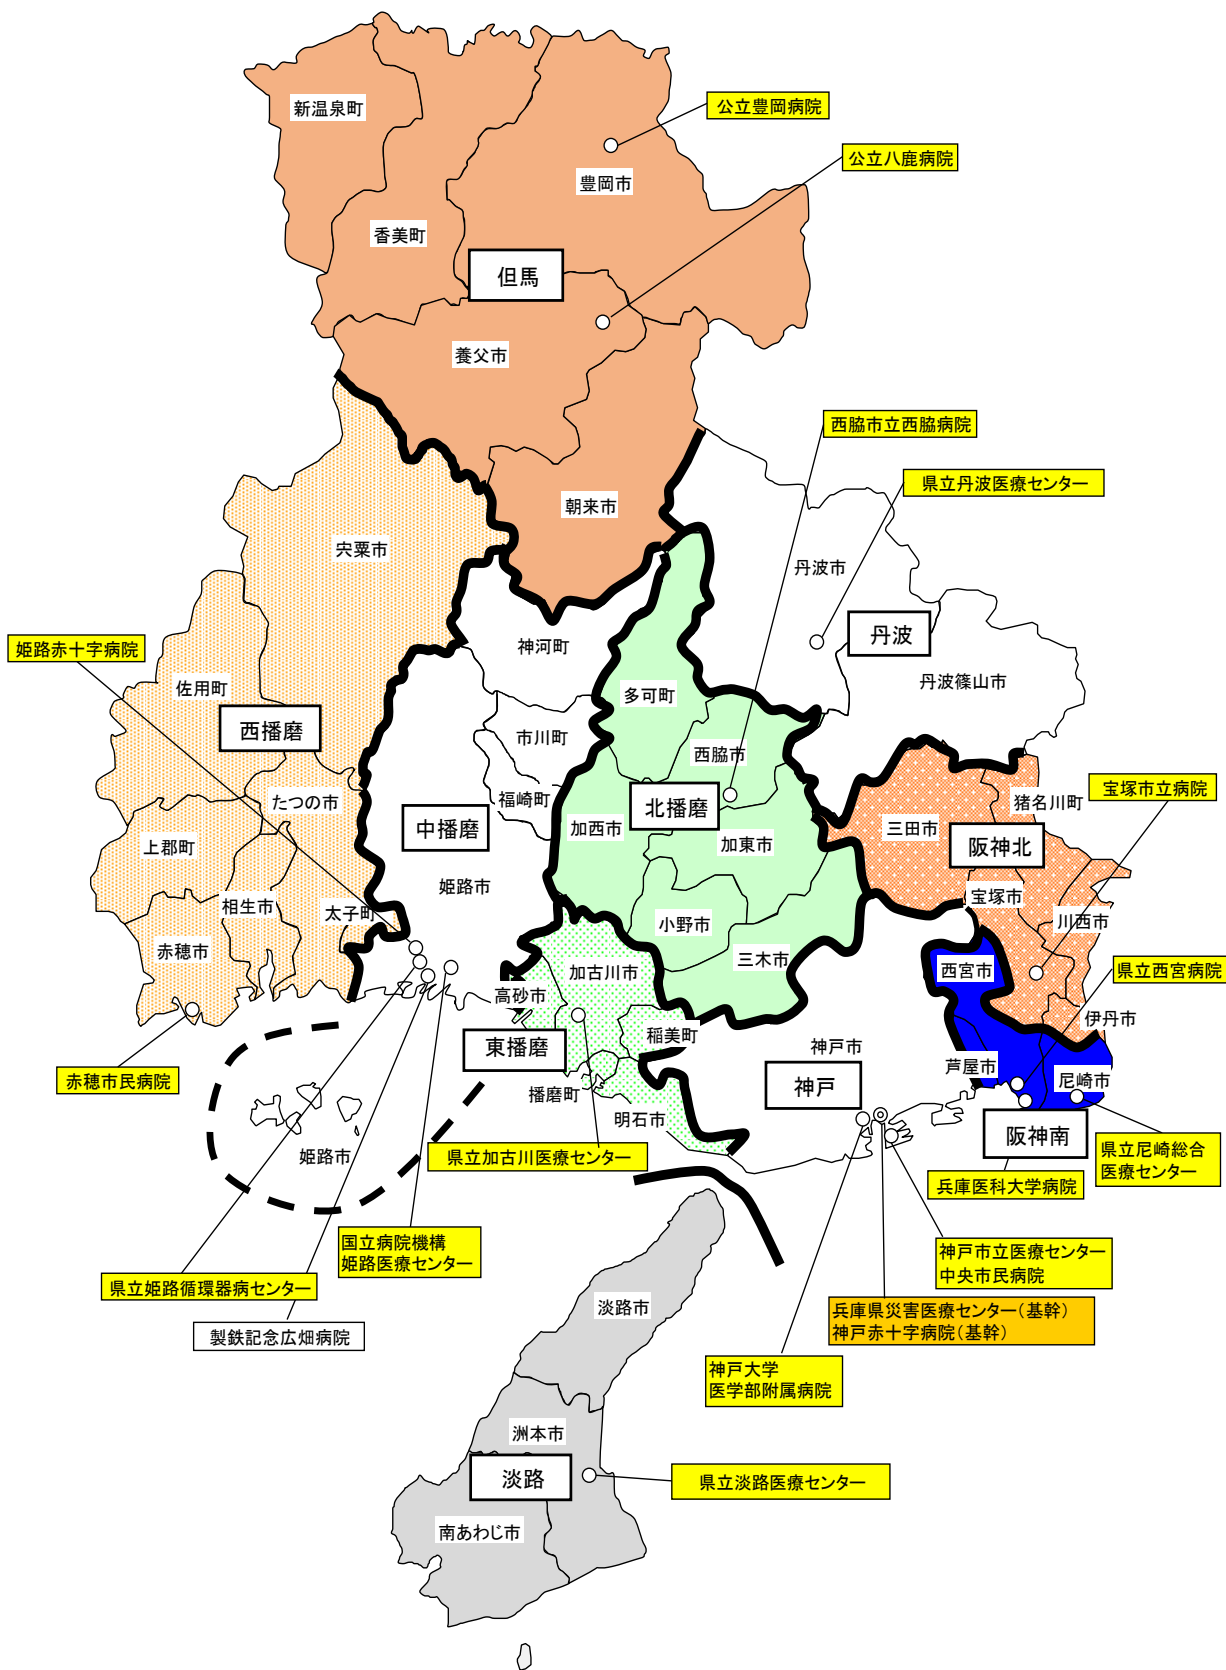 新温泉町
公立豊岡病院
公立八鹿病院
豊岡市
香美町
但馬
養父市
西脇市立西脇病院
県立丹波医療センター
朝来市
宍粟市
丹波市
丹波
姫路赤十字病院
神河町
丹波篠山市
佐用町
多可町
西播磨
市川町
西脇市
たつの市
福崎町
北播磨
猪名川町
宝塚市立病院
中播磨
加西市
加東市
三田市
阪神北
上郡町
姫路市
宝塚市
相生市
太子町
小野市
川西市
赤穂市
三木市
加古川市
西宮市
県立西宮病院
高砂市
伊丹市
稲美町
神戸市
東播磨
芦屋市
尼崎市
赤穂市民病院
播磨町
神戸
明石市
阪神南
姫路市
県立加古川医療センター
県立尼崎総合
医療センター
兵庫医科大学病院
国立病院機構
姫路医療センター
神戸市立医療センター
中央市民病院
県立姫路循環器病センター
淡路市
兵庫県災害医療センター(基幹)
神戸赤十字病院(基幹)
製鉄記念広畑病院
神戸大学
医学部附属病院
洲本市
淡路
県立淡路医療センター
南あわじ市